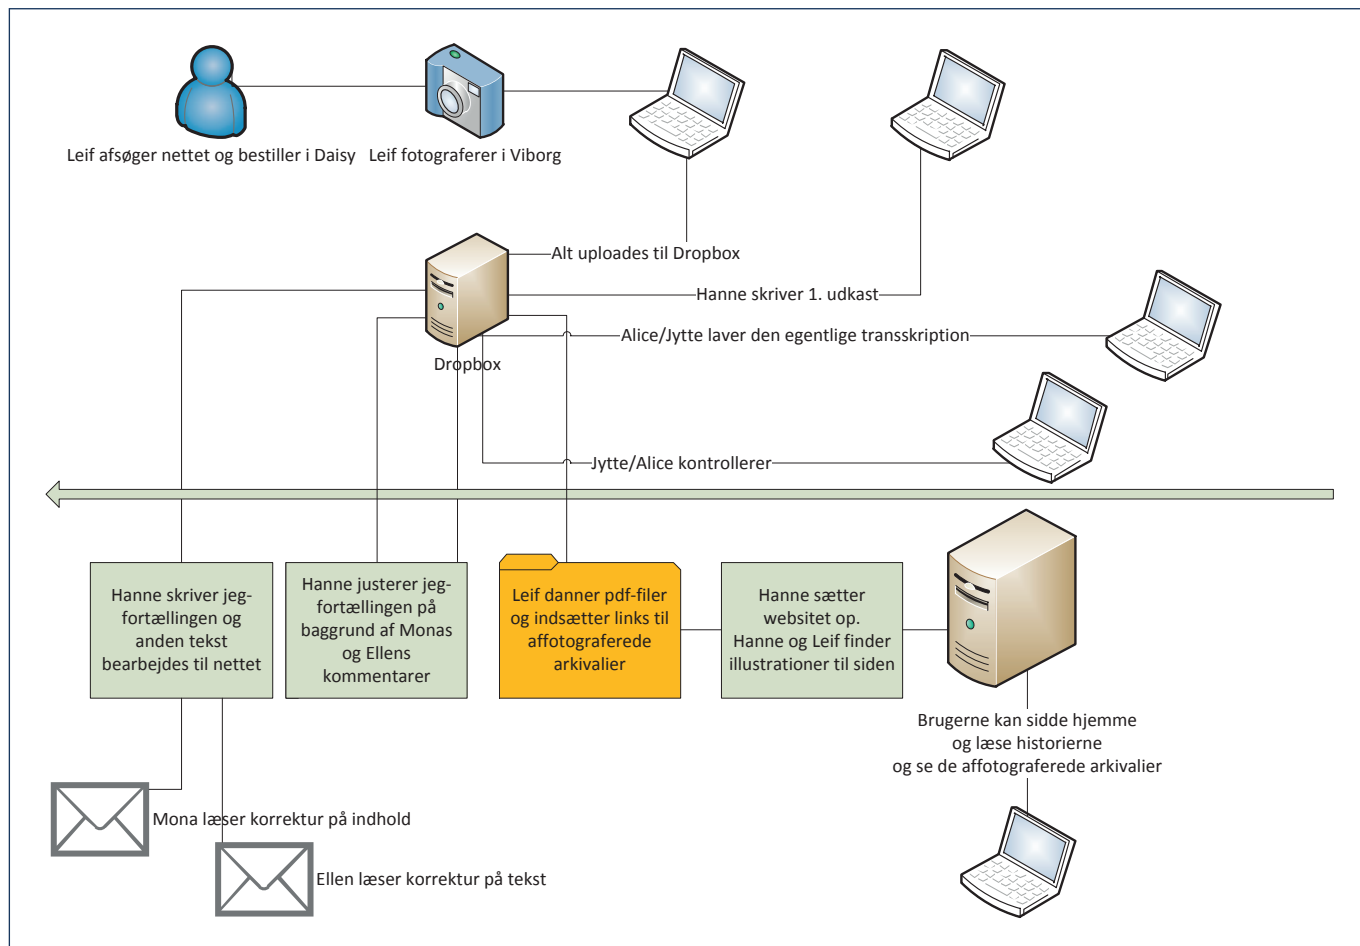 Leif afsøger nettet og bestiller i Daisy
Leif fotograferer i Viborg
Alt uploades til Dropbox
Hanne skriver 1. udkast
Alice/Jytte laver den egentlige transskription
Dropbox
Jytte/Alice kontrollerer
Hanne skriver jeg-
fortællingen og
anden tekst
bearbejdes til nettet
Hanne justerer jeg-
fortællingen på
baggrund af Monas
og Ellens
kommentarer
Leif danner pdf-filer
og indsætter links til
affotograferede
arkivalier
Hanne sætter
websitet op.
Hanne og Leif finder
illustrationer til siden
Brugerne kan sidde hjemme
og læse historierne
og se de affotograferede arkivalier
Mona læser korrektur på indhold
Ellen læser korrektur på tekst